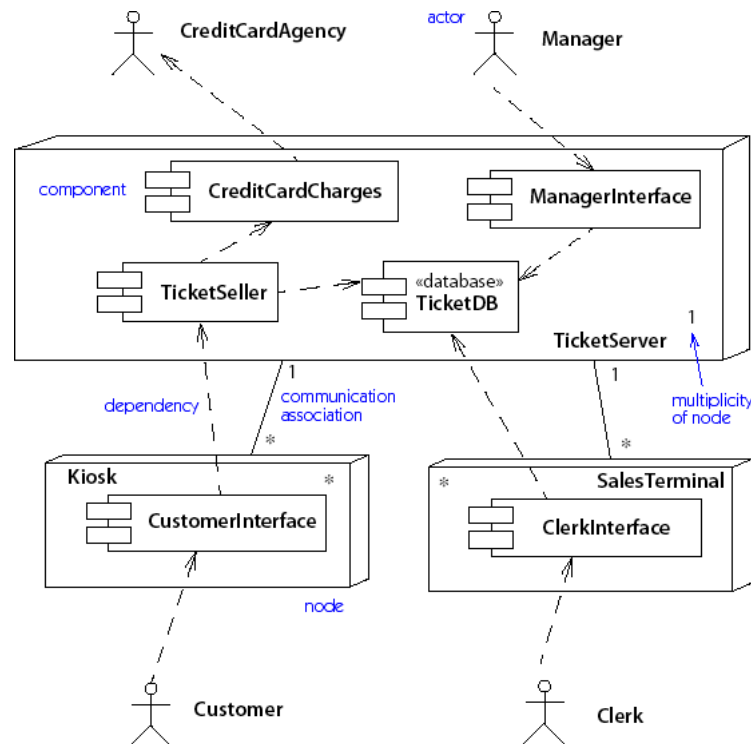 CreditCardAgency
actor
Manager
component
CreditCardCharges
ManagerInterface
TicketSeller
«database»
TicketDB
TicketServer
1
1
1
dependency
communication
association
multiplicity
of node
*
*
Kiosk
*
*
SalesTerminal
CustomerInterface
ClerkInterface
node
Customer
Clerk